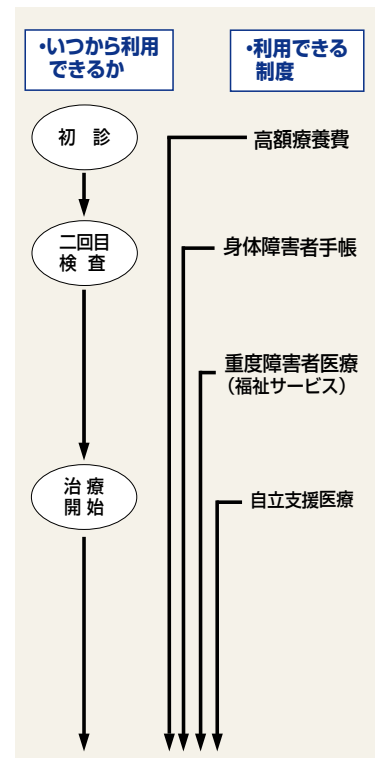 ・いつから利用
できるか
・利用できる
制度
初　診
高額療養費
二回目
検　査
身体障害者手帳
重度障害者医療
（福祉サービス）
治 療
開 始
自立支援医療